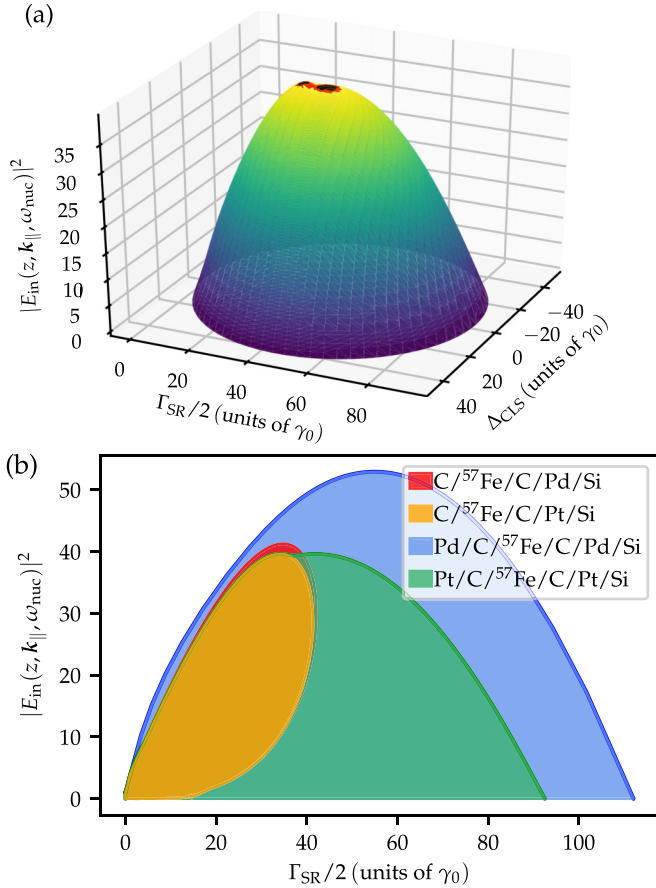 (a)
35
30
25
20
15
10
5
0
|E_in(z, k_||, ω_nuc)|²
0
20
40
60
80
Γ_SR/2 (units of γ₀)
−40
−20
0
20
40
Δ_CLS (units of γ₀)
(b)
50
40
30
20
10
0
|E_in(z, k_||, ω_nuc)|²
C/⁵⁷Fe/C/Pd/Si
C/⁵⁷Fe/C/Pt/Si
Pd/C/⁵⁷Fe/C/Pd/Si
Pt/C/⁵⁷Fe/C/Pt/Si
0
20
40
60
80
100
Γ_SR/2 (units of γ₀)